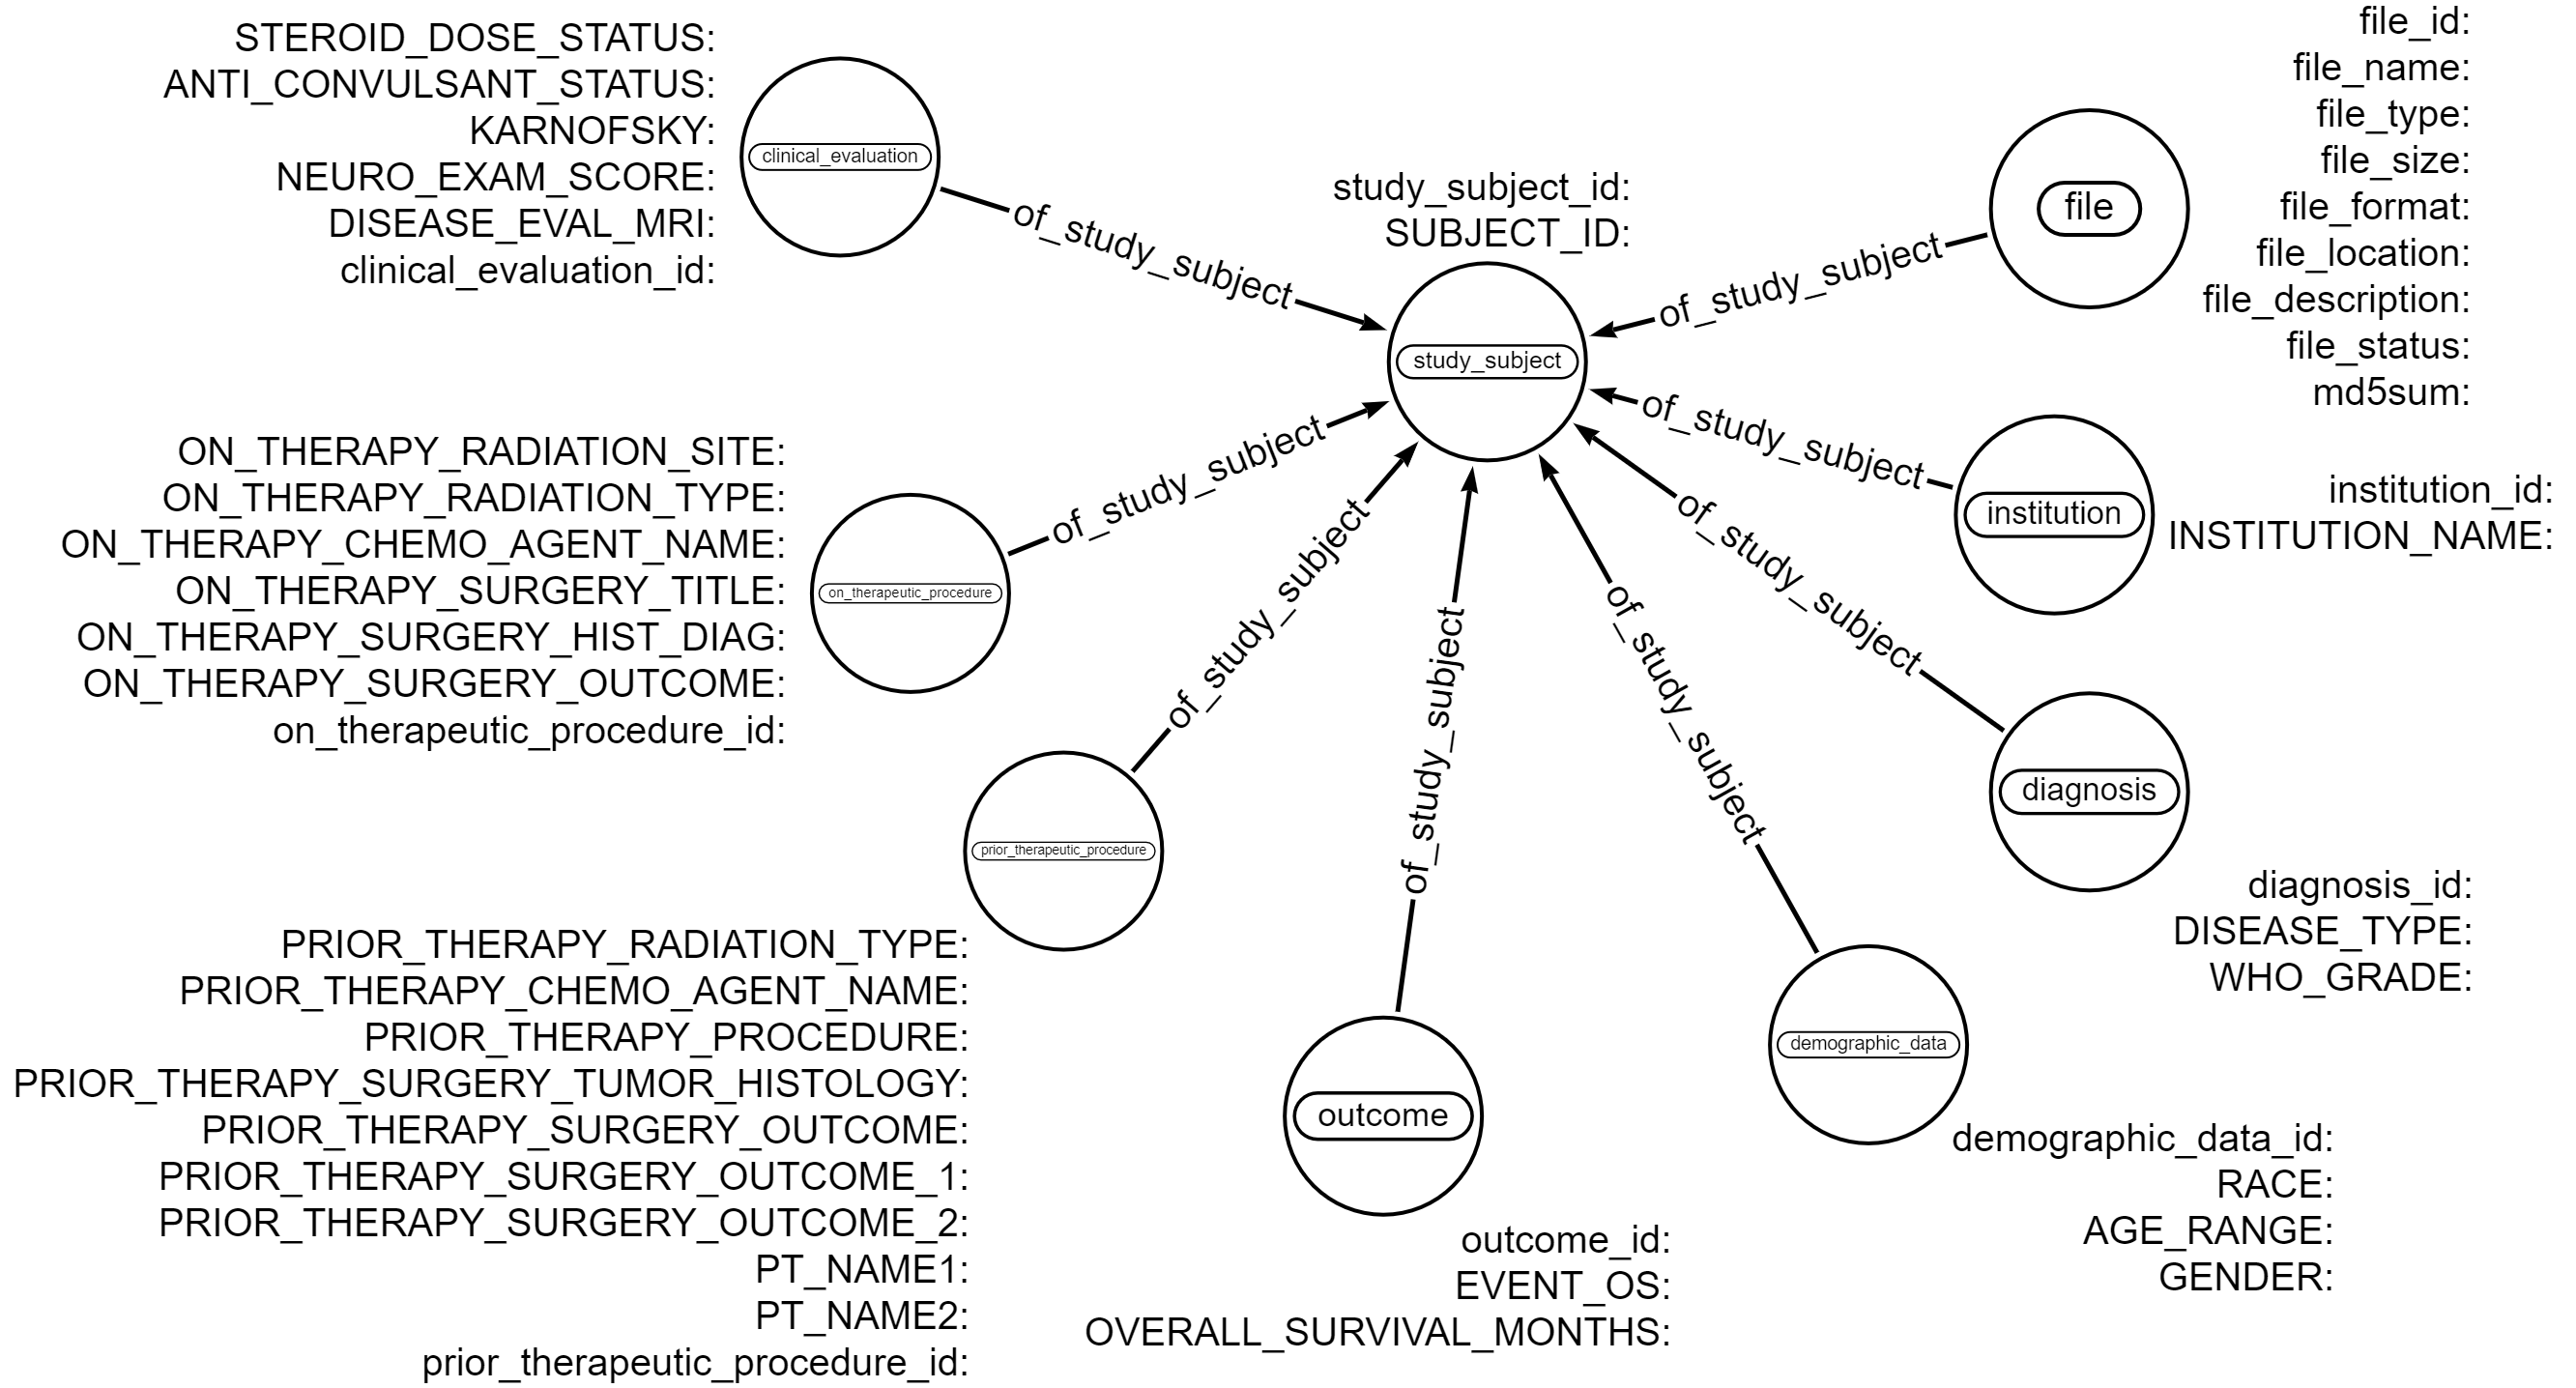 STEROID_DOSE_STATUS:
ANTI_CONVULSANT_STATUS:
KARNOFSKY:
NEURO_EXAM_SCORE:
DISEASE_EVAL_MRI:
clinical_evaluation_id:
clinical_evaluation
of_study_subject
study_subject_id:
SUBJECT_ID:
study_subject
file_id:
file_name:
file_type:
file_size:
file_format:
file_location:
file_description:
file_status:
md5sum:
file
of_study_subject
institution_id:
INSTITUTION_NAME:
institution
of_study_subject
ON_THERAPY_RADIATION_SITE:
ON_THERAPY_RADIATION_TYPE:
ON_THERAPY_CHEMO_AGENT_NAME:
ON_THERAPY_SURGERY_TITLE:
ON_THERAPY_SURGERY_HIST_DIAG:
ON_THERAPY_SURGERY_OUTCOME:
on_therapeutic_procedure_id:
on_therapeutic_procedure
of_study_subject
of_study_subject
prior_therapeutic_procedure
PRIOR_THERAPY_RADIATION_TYPE:
PRIOR_THERAPY_CHEMO_AGENT_NAME:
PRIOR_THERAPY_PROCEDURE:
PRIOR_THERAPY_SURGERY_TUMOR_HISTOLOGY:
PRIOR_THERAPY_SURGERY_OUTCOME:
PRIOR_THERAPY_SURGERY_OUTCOME_1:
PRIOR_THERAPY_SURGERY_OUTCOME_2:
PT_NAME1:
PT_NAME2:
prior_therapeutic_procedure_id:
of_study_subject
outcome
outcome_id:
EVENT_OS:
OVERALL_SURVIVAL_MONTHS:
of_study_subject
demographic_data
demographic_data_id:
RACE:
AGE_RANGE:
GENDER:
of_study_subject
diagnosis
diagnosis_id:
DISEASE_TYPE:
WHO_GRADE: